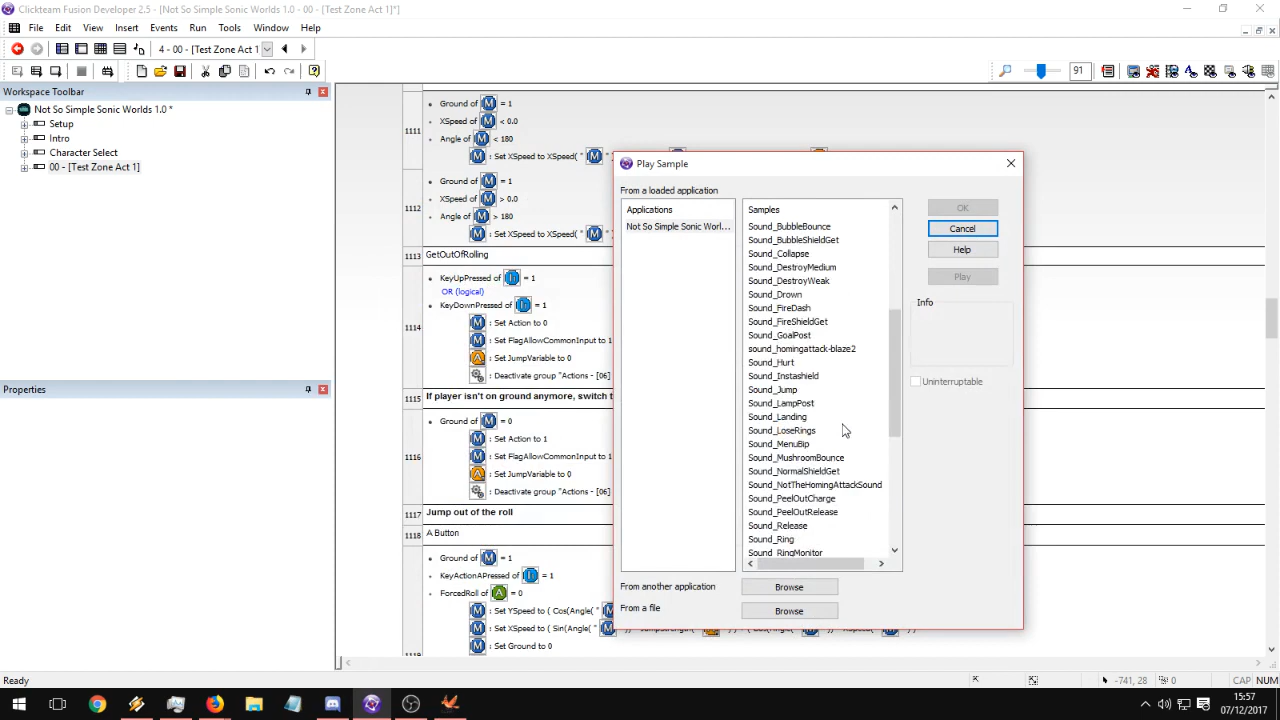 Clickteam Fusion Developer 2.5 - [Not So Simple Sonic Worlds 1.0 - 00 - [Test Zone Act 1]*]
File Edit View Insert Events Run Tools Window Help
4 - 00 - [Test Zone Act 1
91
Workspace Toolbar
Not So Simple Sonic Worlds 1.0 *
Setup
Intro
Character Select
00 - [Test Zone Act 1]
Properties
1111
Ground of = 1
XSpeed of < 0.0
Angle of < 180
: Set XSpeed to XSpeed( "
1112
Ground of = 1
XSpeed of > 0.0
Angle of > 180
: Set XSpeed to XSpeed( "
1113 GetOutOfRolling
1114
KeyUpPressed of = 1
OR (logical)
KeyDownPressed of = 1
: Set Action to 0
: Set FlagAllowCommonInput to 1
: Set JumpVariable to 0
: Deactivate group "Actions - [06]
1115 If player isn't on ground anymore, switch t
1116
Ground of = 0
: Set Action to 1
: Set FlagAllowCommonInput to 1
: Set JumpVariable to 0
: Deactivate group "Actions - [06]
1117 Jump out of the roll
1118 A Button
Ground of = 1
KeyActionAPressed of = 1
ForcedRoll of = 0
: Set YSpeed to ( Cos(Angle( "
: Set XSpeed to ( Sin(Angle( "
: Set Ground to 0
1119
Play Sample
From a loaded application
Applications
Not So Simple Sonic Worl...
Samples
Sound_BubbleBounce
Sound_BubbleShieldGet
Sound_Collapse
Sound_DestroyMedium
Sound_DestroyWeak
Sound_Drown
Sound_FireDash
Sound_FireShieldGet
Sound_GoalPost
sound_homingattack-blaze2
Sound_Hurt
Sound_Instashield
Sound_Jump
Sound_LampPost
Sound_Landing
Sound_LoseRings
Sound_MenuBip
Sound_MushroomBounce
Sound_NormalShieldGet
Sound_NotTheHomingAttackSound
Sound_PeelOutCharge
Sound_PeelOutRelease
Sound_Release
Sound_Ring
Sound_RingMonitor
OK
Cancel
Help
Play
Info
Uninterruptable
From another application Browse
From a file Browse
Ready
-741, 28
0
CAP NUM
15:57
07/12/2017